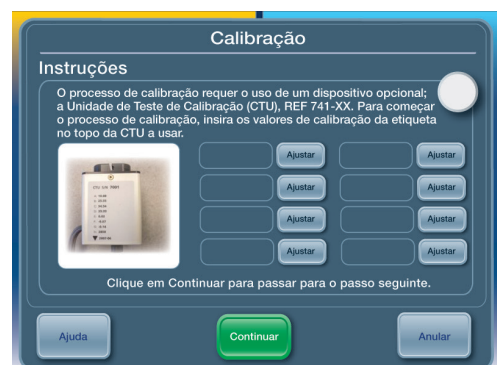 Calibração
Instruções
O processo de calibração requer o uso de um dispositivo opcional;
a Unidade de Teste de Calibração (CTU), REF 741-XX. Para começar
o processo de calibração, insira os valores de calibração da etiqueta
no topo da CTU a usar.
Ajustar Ajustar
Ajustar Ajustar
Ajustar Ajustar
Ajustar Ajustar
Clique em Continuar para passar para o passo seguinte.
Ajuda Continuar Anular